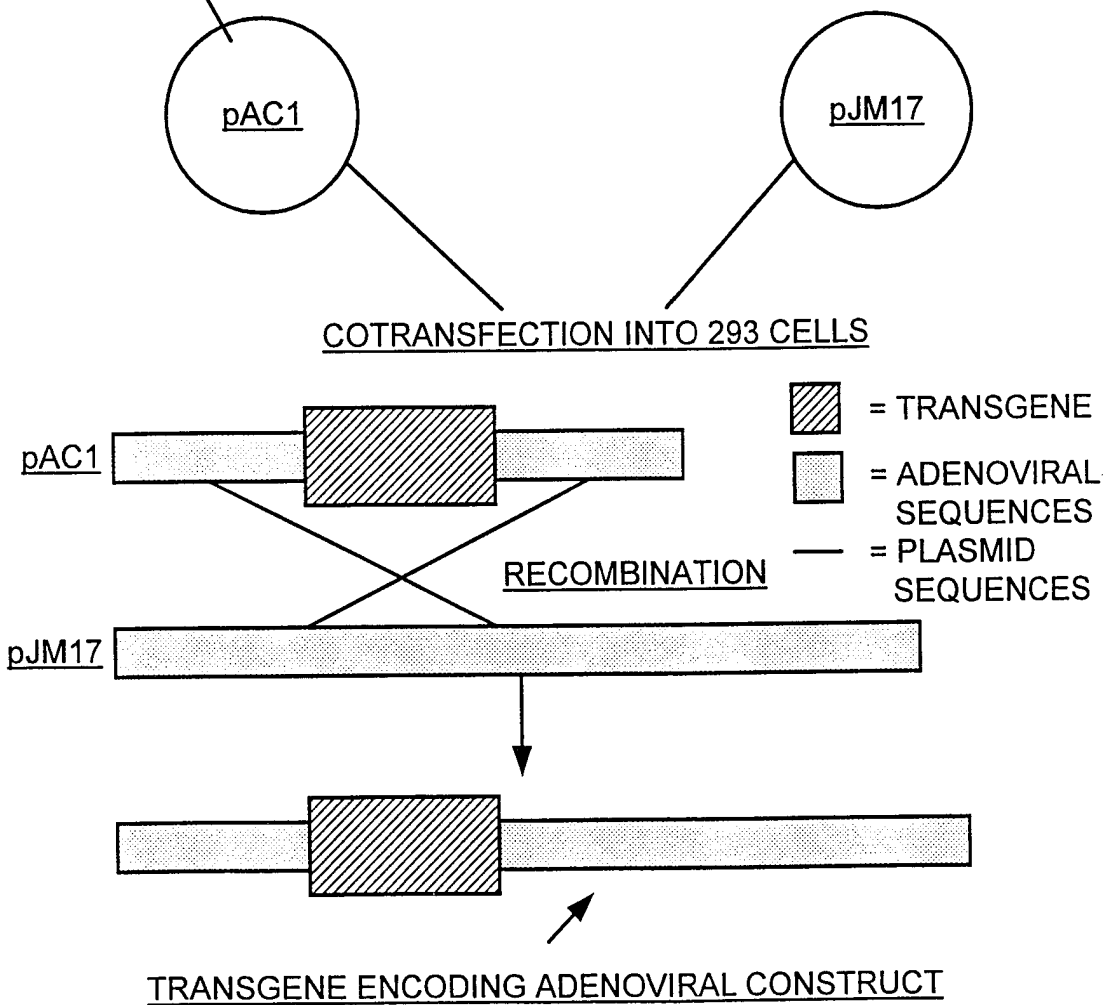 pAC1
pJM17
COTRANSFECTION INTO 293 CELLS
pAC1
= TRANSGENE
= ADENOVIRAL
SEQUENCES
= PLASMID
SEQUENCES
RECOMBINATION
pJM17
TRANSGENE ENCODING ADENOVIRAL CONSTRUCT